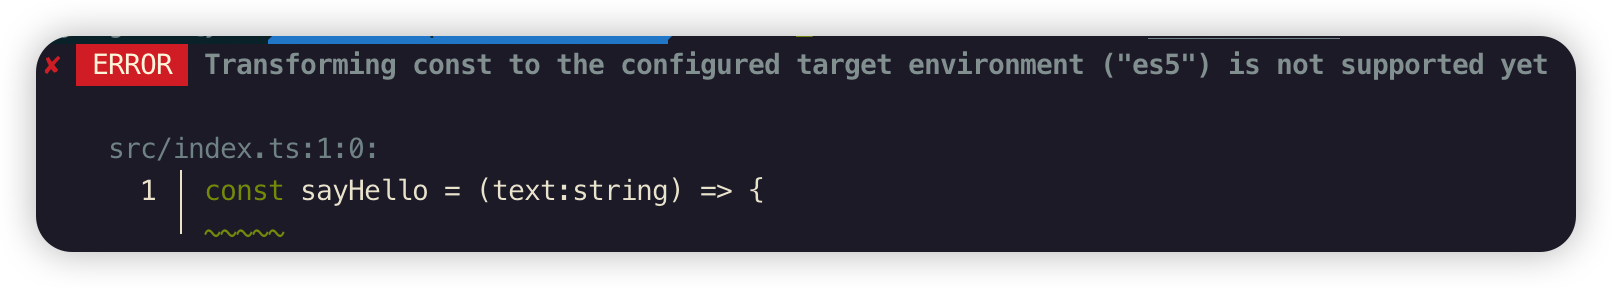 ✘ ERROR Transforming const to the configured target environment ("es5") is not supported yet
src/index.ts:1:0:
1 │ const sayHello = (text:string) => {
~~~~~